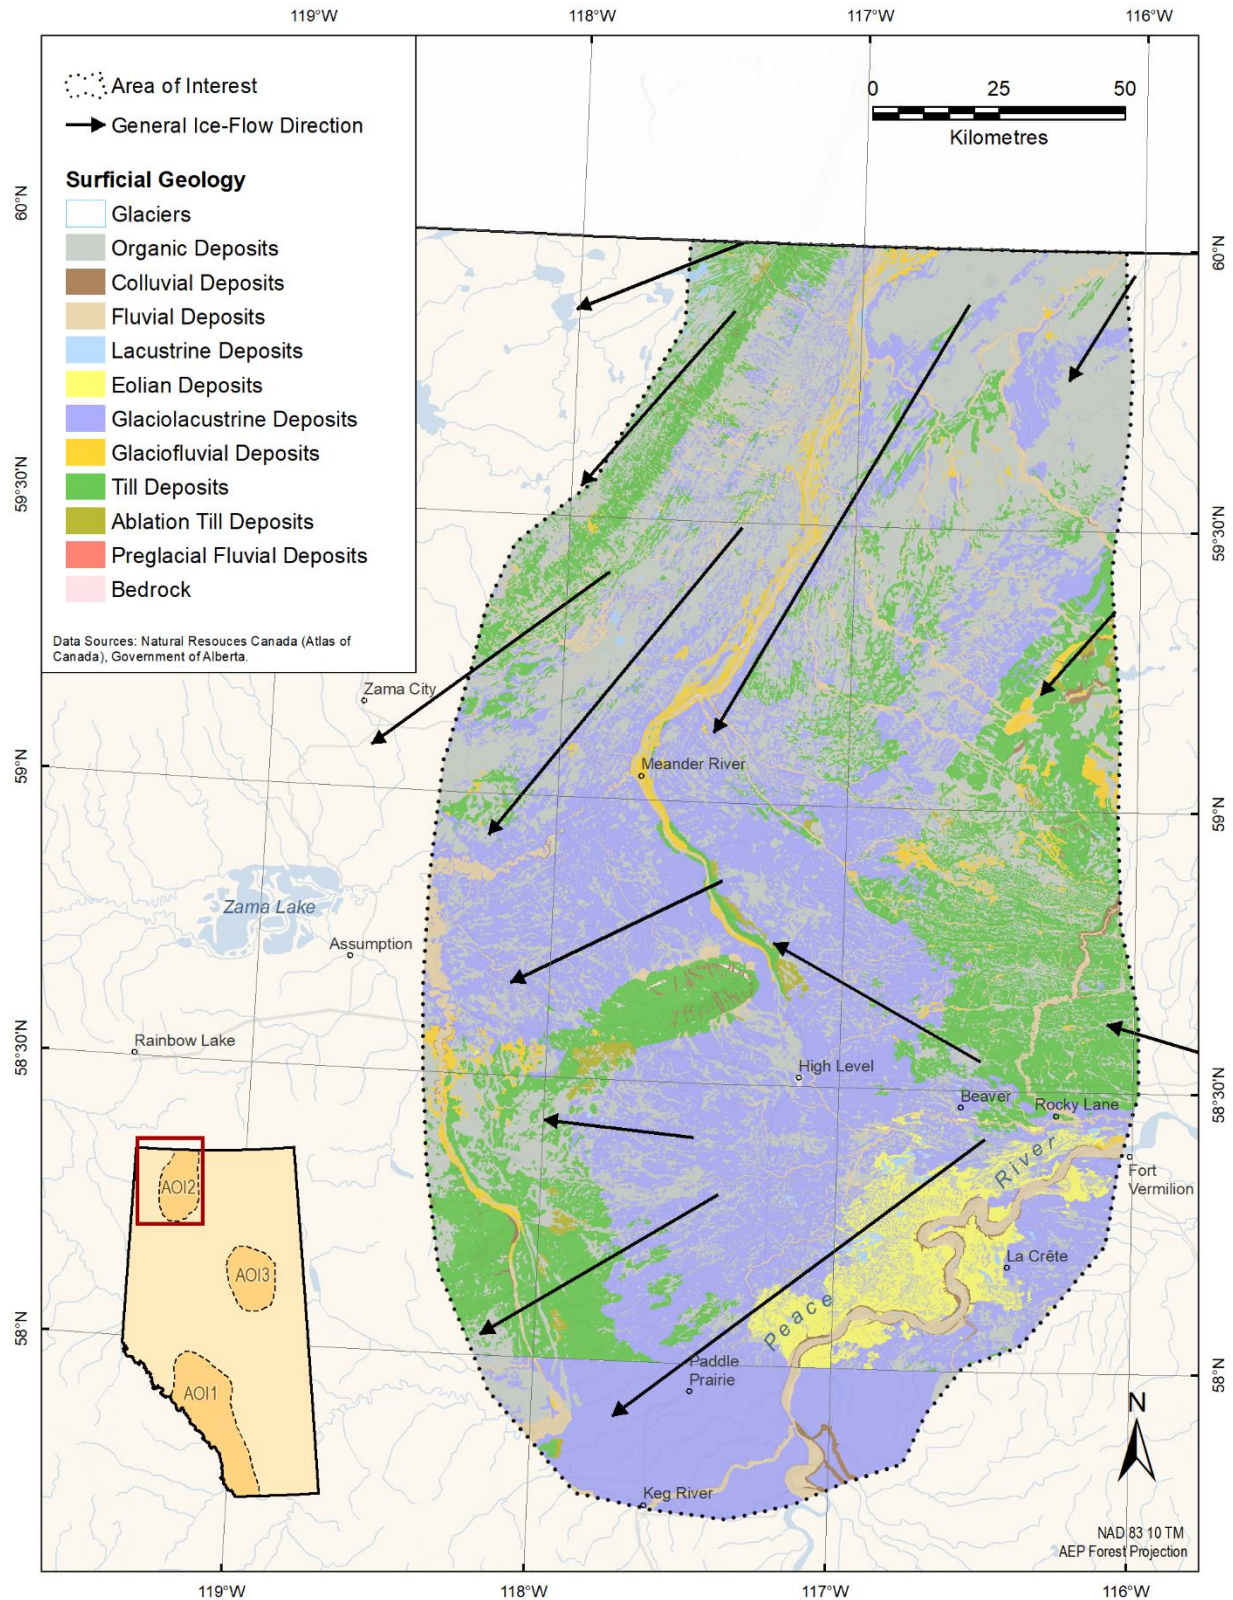 119°W
118°W
117°W
116°W
Area of Interest
General Ice-Flow Direction
Surficial Geology
Glaciers
Organic Deposits
Colluvial Deposits
Fluvial Deposits
Lacustrine Deposits
Eolian Deposits
Glaciolacustrine Deposits
Glaciofluvial Deposits
Till Deposits
Ablation Till Deposits
Preglacial Fluvial Deposits
Bedrock
Data Sources: Natural Resouces Canada (Atlas of
Canada), Government of Alberta.
0 25 50
Kilometres
60°N
60°N
59°30'N
59°30'N
Zama City
Meander River
59°N
59°N
Zama Lake
Assumption
Rainbow Lake
58°30'N
58°30'N
High Level
Beaver
Rocky Lane
Fort
Vermilion
Peace River
La Crête
58°N
58°N
Paddle
Prairie
Keg River
AOI2
AOI3
AOI1
N
NAD 83 10 TM
AEP Forest Projection
119°W
118°W
117°W
116°W